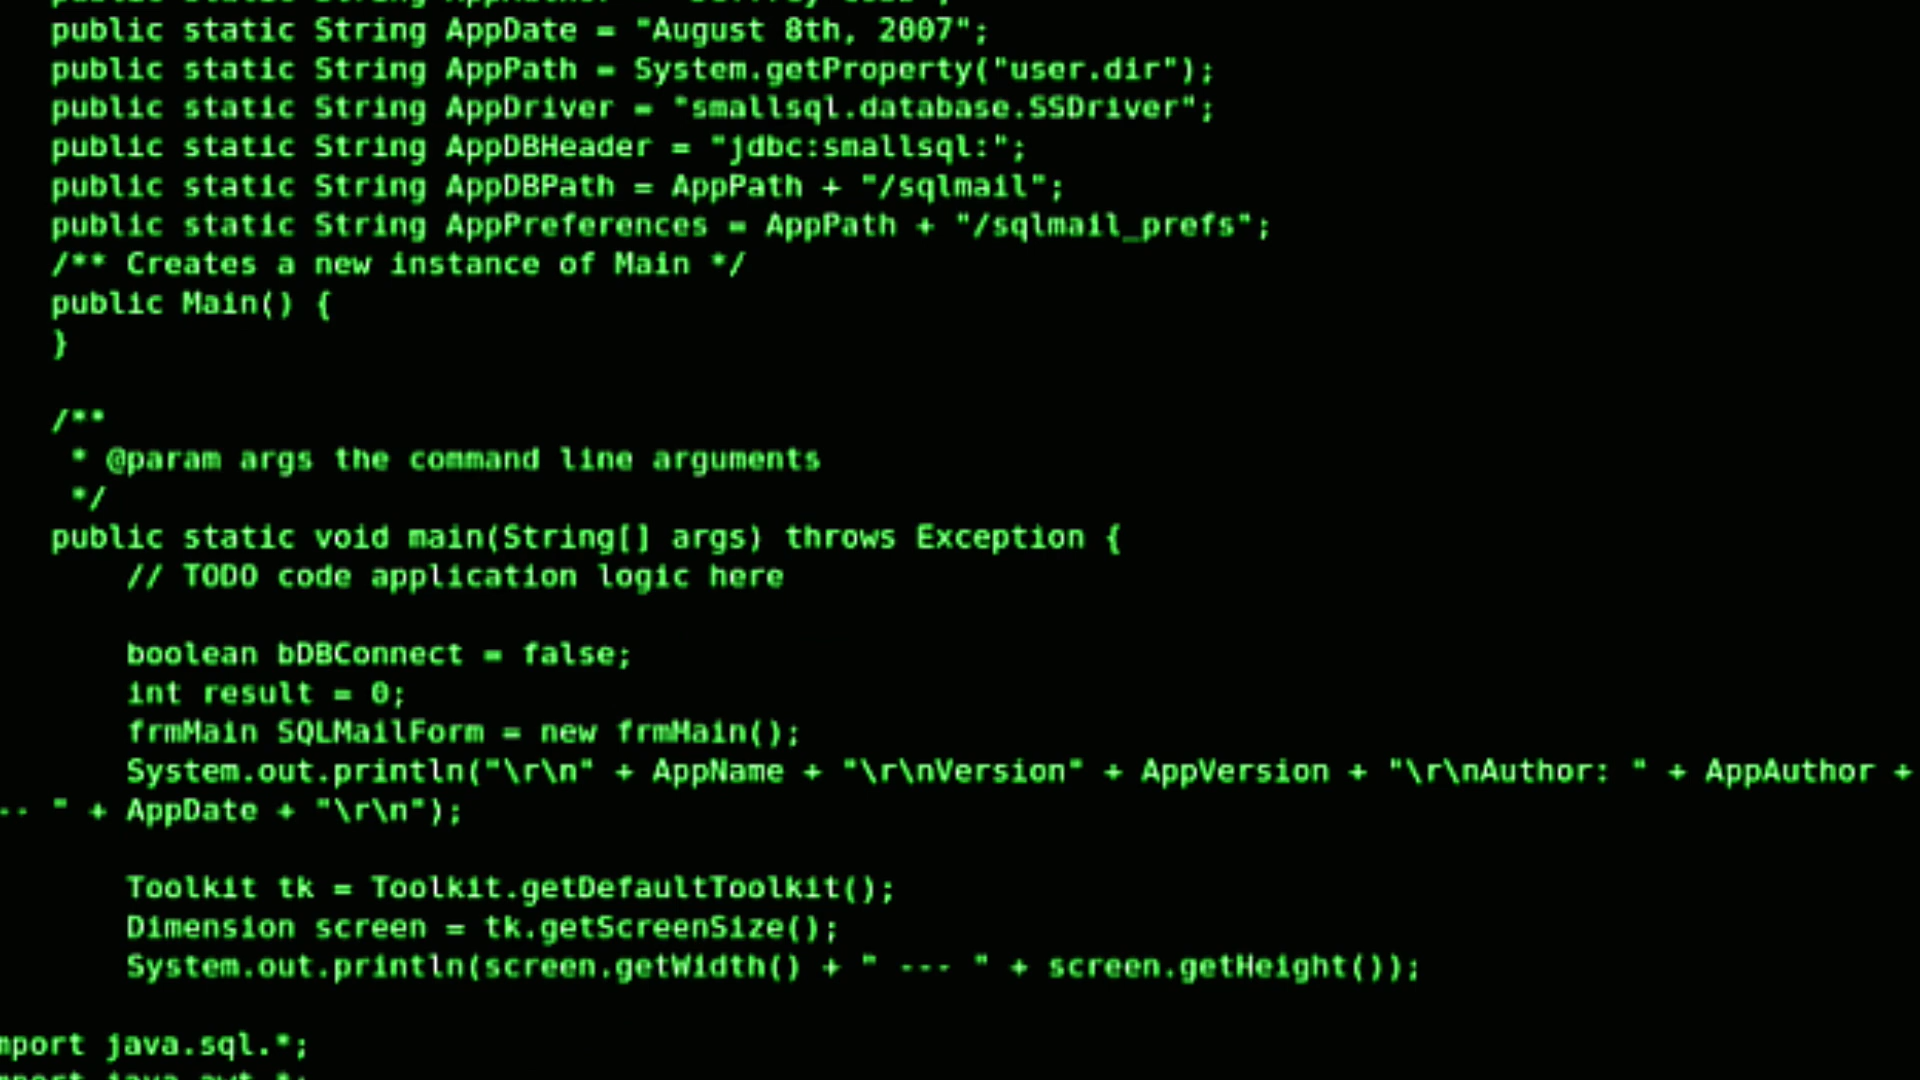 public static String AppDate = "August 8th, 2007";
public static String AppPath = System.getProperty("user.dir");
public static String AppDriver = "smallsql.database.SSDriver";
public static String AppDBHeader = "jdbc:smallsql:";
public static String AppDBPath = AppPath + "/sqlmail";
public static String AppPreferences = AppPath + "/sqlmail_prefs";
/** Creates a new instance of Main */
public Main() {
}
/**
* @param args the command line arguments
*/
public static void main(String[] args) throws Exception {
// TODO code application logic here
boolean bDBConnect = false;
int result = 0;
frmMain SQLMailForm = new frmMain();
System.out.println("\r\n" + AppName + "\r\nVersion" + AppVersion + "\r\nAuthor: " + AppAuthor +
-- " + AppDate + "\r\n");
Toolkit tk = Toolkit.getDefaultToolkit();
Dimension screen = tk.getScreenSize();
System.out.println(screen.getWidth() + " --- " + screen.getHeight());
mport java.sql.*;